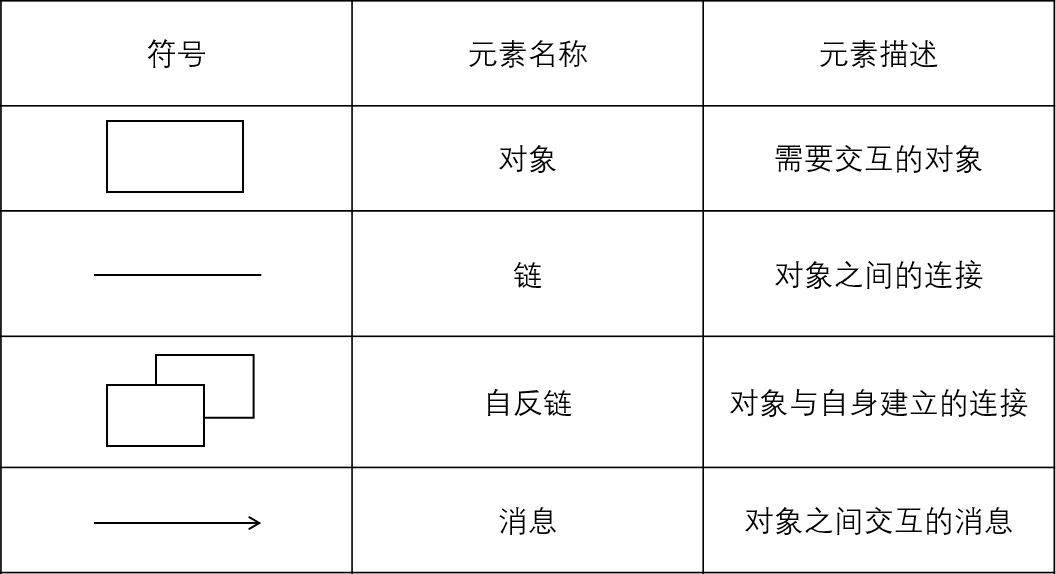 符号 元素名称 元素描述
对象 需要交互的对象
链 对象之间的连接
自反链 对象与自身建立的连接
消息 对象之间交互的消息